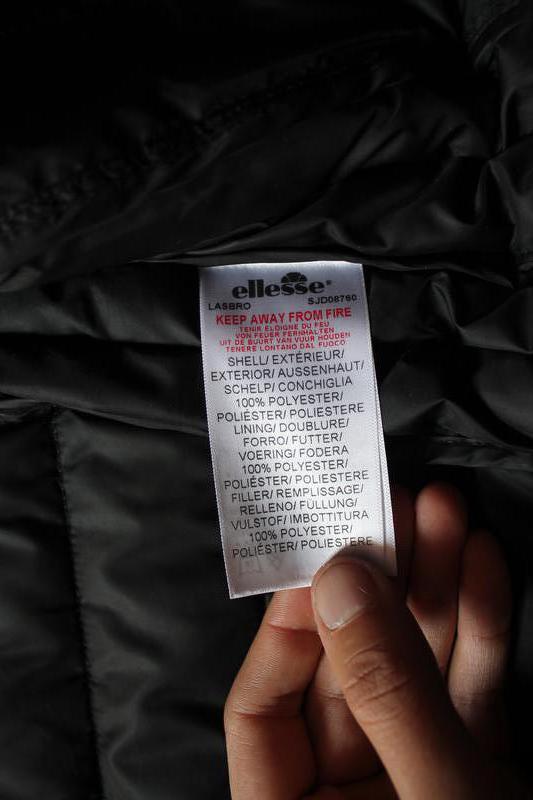 ellesse®
LASBRO SJD08760
KEEP AWAY FROM FIRE
TENIR ELOIGNE DU FEU
VON FEUER FERNHALTEN
UIT DE BUURT VAN VUUR HOUDEN
TENERE LONTANO DAL FUOCO
SHELL/ EXTÉRIEUR/
EXTERIOR/ AUSSENHAUT/
SCHELP/ CONCHIGLIA
100% POLYESTER/
POLIÉSTER/ POLIESTERE
LINING/ DOUBLURE/
FORRO/ FUTTER/
VOERING/ FODERA
100% POLYESTER/
POLIÉSTER/ POLIESTERE
FILLER/ REMPLISSAGE/
RELLENO/ FÜLLUNG/
VULSTOF/ IMBOTTITURA
100% POLYESTER/
POLIÉSTER/ POLIESTERE